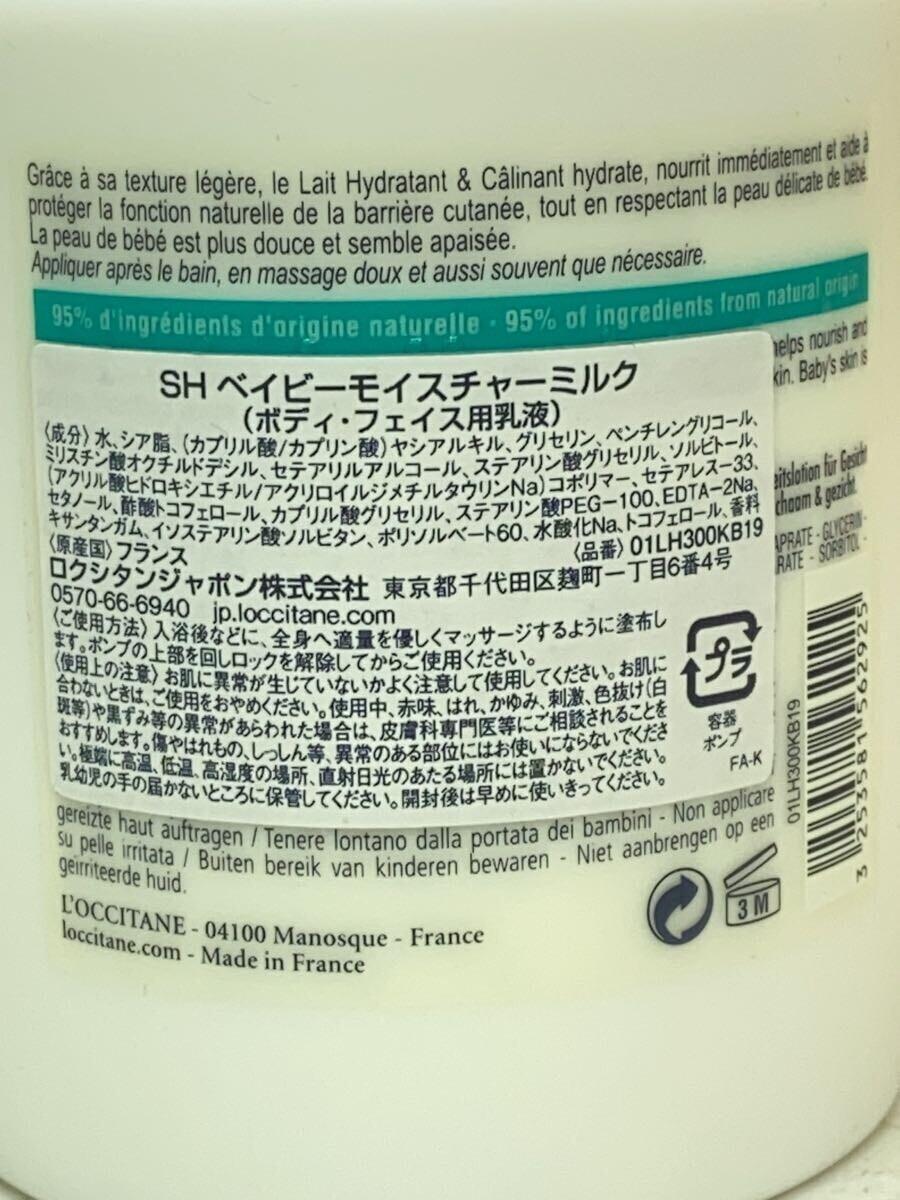 Grâce à sa texture légère, le Lait Hydratant & Câlinant hydrate, nourrit immédiatement et aide à
protéger la fonction naturelle de la barrière cutanée, tout en respectant la peau délicate de bébé.
La peau de bébé est plus douce et semble apaisée.
Appliquer après le bain, en massage doux et aussi souvent que nécessaire.
95% d'ingrédients d'origine naturelle · 95% of ingredients from natural origin
helps nourish and
skin. Baby's skin is
SH ベイビーモイスチャーミルク
(ボディ・フェイス用乳液)
〈成分〉水、シア脂、(カプリル酸/カプリン酸)ヤシアルキル、グリセリン、ペンチレングリコール、
ミリスチン酸オクチルドデシル、セテアリルアルコール、ステアリン酸グリセリル、ソルビトール、
(アクリル酸ヒドロキシエチル/アクリロイルジメチルタウリンNa)コポリマー、セテアレス-33、
セタノール、酢酸トコフェロール、カプリル酸グリセリル、ステアリン酸PEG-100、EDTA-2Na、
キサンタンガム、イソステアリン酸ソルビタン、ポリソルベート60、水酸化Na、トコフェロール、香料
〈原産国〉フランス 〈品番〉01LH300KB19
ロクシタンジャポン株式会社 東京都千代田区麹町一丁目6番4号
0570-66-6940 jp.loccitane.com
〈ご使用方法〉入浴後などに、全身へ適量を優しくマッサージするように塗布し
ます。ポンプの上部を回しロックを解除してからご使用ください。
〈使用上の注意〉お肌に異常が生じていないかよく注意して使用してください。お肌に
合わないときは、ご使用をおやめください。使用中、赤味、はれ、かゆみ、刺激、色抜け(白
斑等)や黒ずみ等の異常があらわれた場合は、皮膚科専門医等にご相談されることを
おすすめします。傷やはれもの、しっしん等、異常のある部位にはお使いにならないでくださ
い。極端に高温、低温、高湿度の場所、直射日光のあたる場所には置かないでください。
乳幼児の手の届かないところに保管してください。開封後は早めに使いきってください。
プラ
容器
ポンプ
FA-K
eitslotion für Gesicht
chaam & gezicht.
APRATE - GLYCERIN -
RATE - SORBITOL -
01LH300KB19
3 253581 562925
gereizte haut auftragen / Tenere lontano dalla portata dei bambini - Non applicare
su pelle irritata / Buiten bereik van kinderen bewaren - Niet aanbrengen op een
geïrriteerde huid.
L'OCCITANE - 04100 Manosque - France
loccitane.com - Made in France
3 M